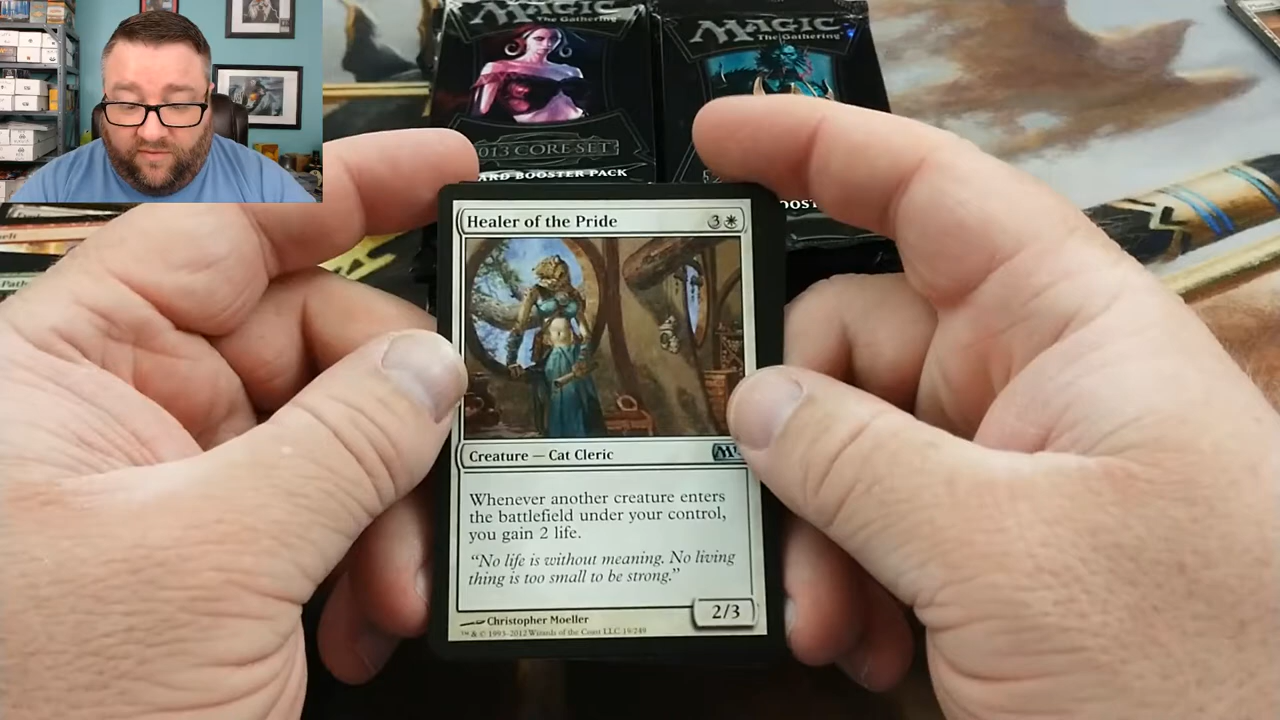 MAGIC
The Gathering
MAGIC
The Gathering
013 CORE SET
ARD BOOSTER PACK
OOST
Healer of the Pride 3
Creature — Cat Cleric
Whenever another creature enters
the battlefield under your control,
you gain 2 life.
“No life is without meaning. No living
thing is too small to be strong.”
2/3
Christopher Moeller
™ & © 1993–2012 Wizards of the Coast LLC 19/249